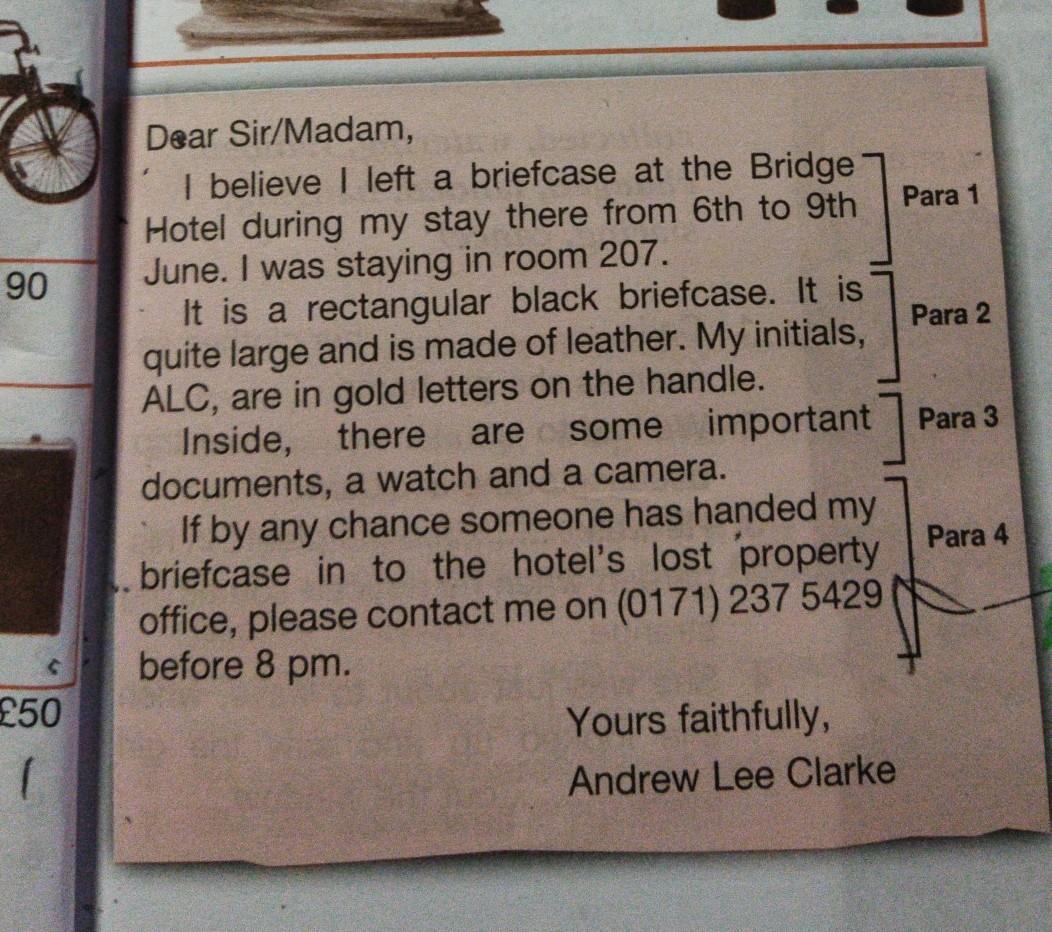 Dear Sir/Madam,
I believe I left a briefcase at the Bridge
Hotel during my stay there from 6th to 9th
June. I was staying in room 207.
Para 1
It is a rectangular black briefcase. It is
quite large and is made of leather. My initials,
ALC, are in gold letters on the handle.
Para 2
Inside, there are some important
documents, a watch and a camera.
Para 3
If by any chance someone has handed my
briefcase in to the hotel's lost property
office, please contact me on (0171) 237 5429
before 8 pm.
Para 4
Yours faithfully,
Andrew Lee Clarke
90
£50